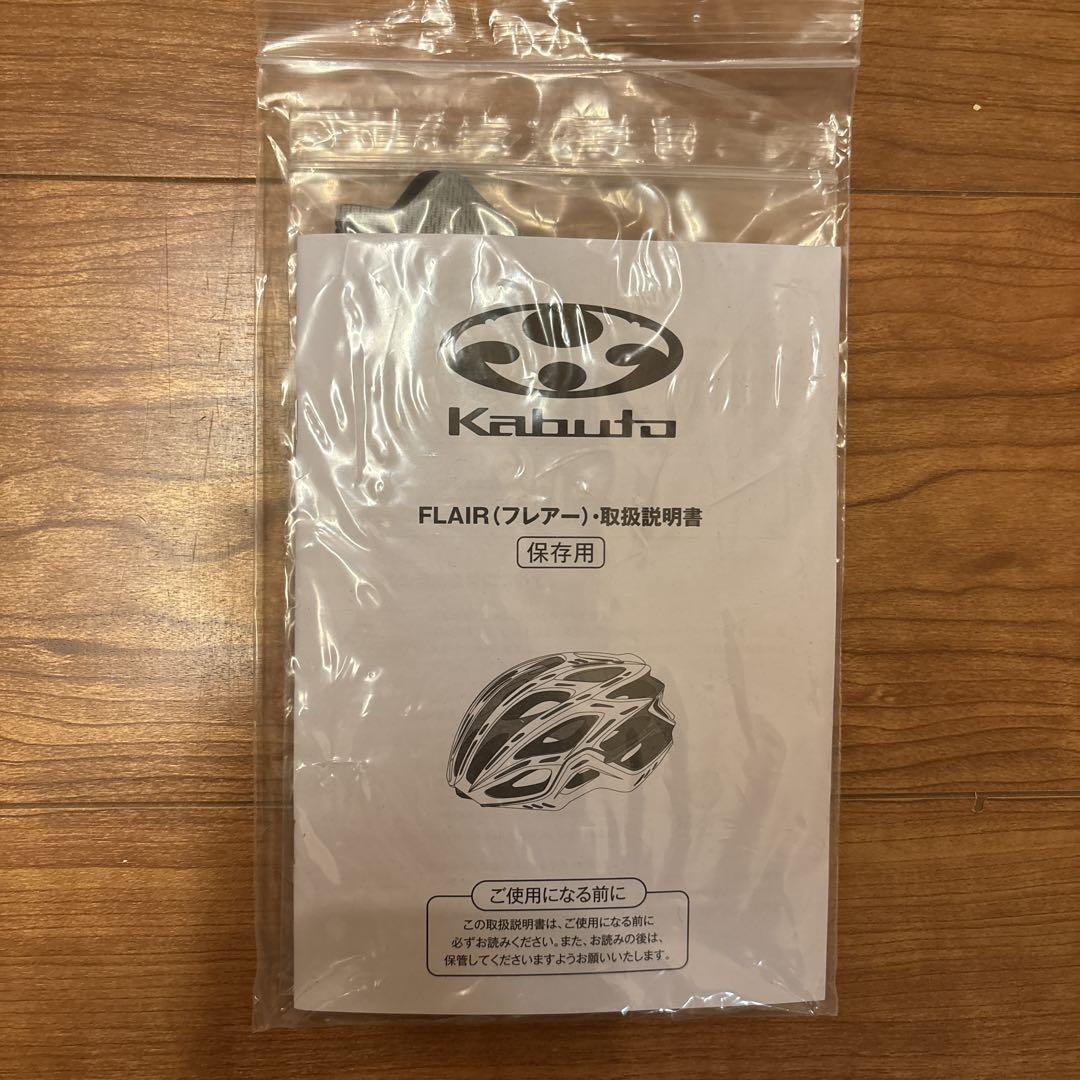 Kabuto
FLAIR(フレアー)・取扱説明書
保存用
ご使用になる前に
この取扱説明書は、ご使用になる前に
必ずお読みください。また、お読みの後は、
保管してくださいますようお願いいたします。